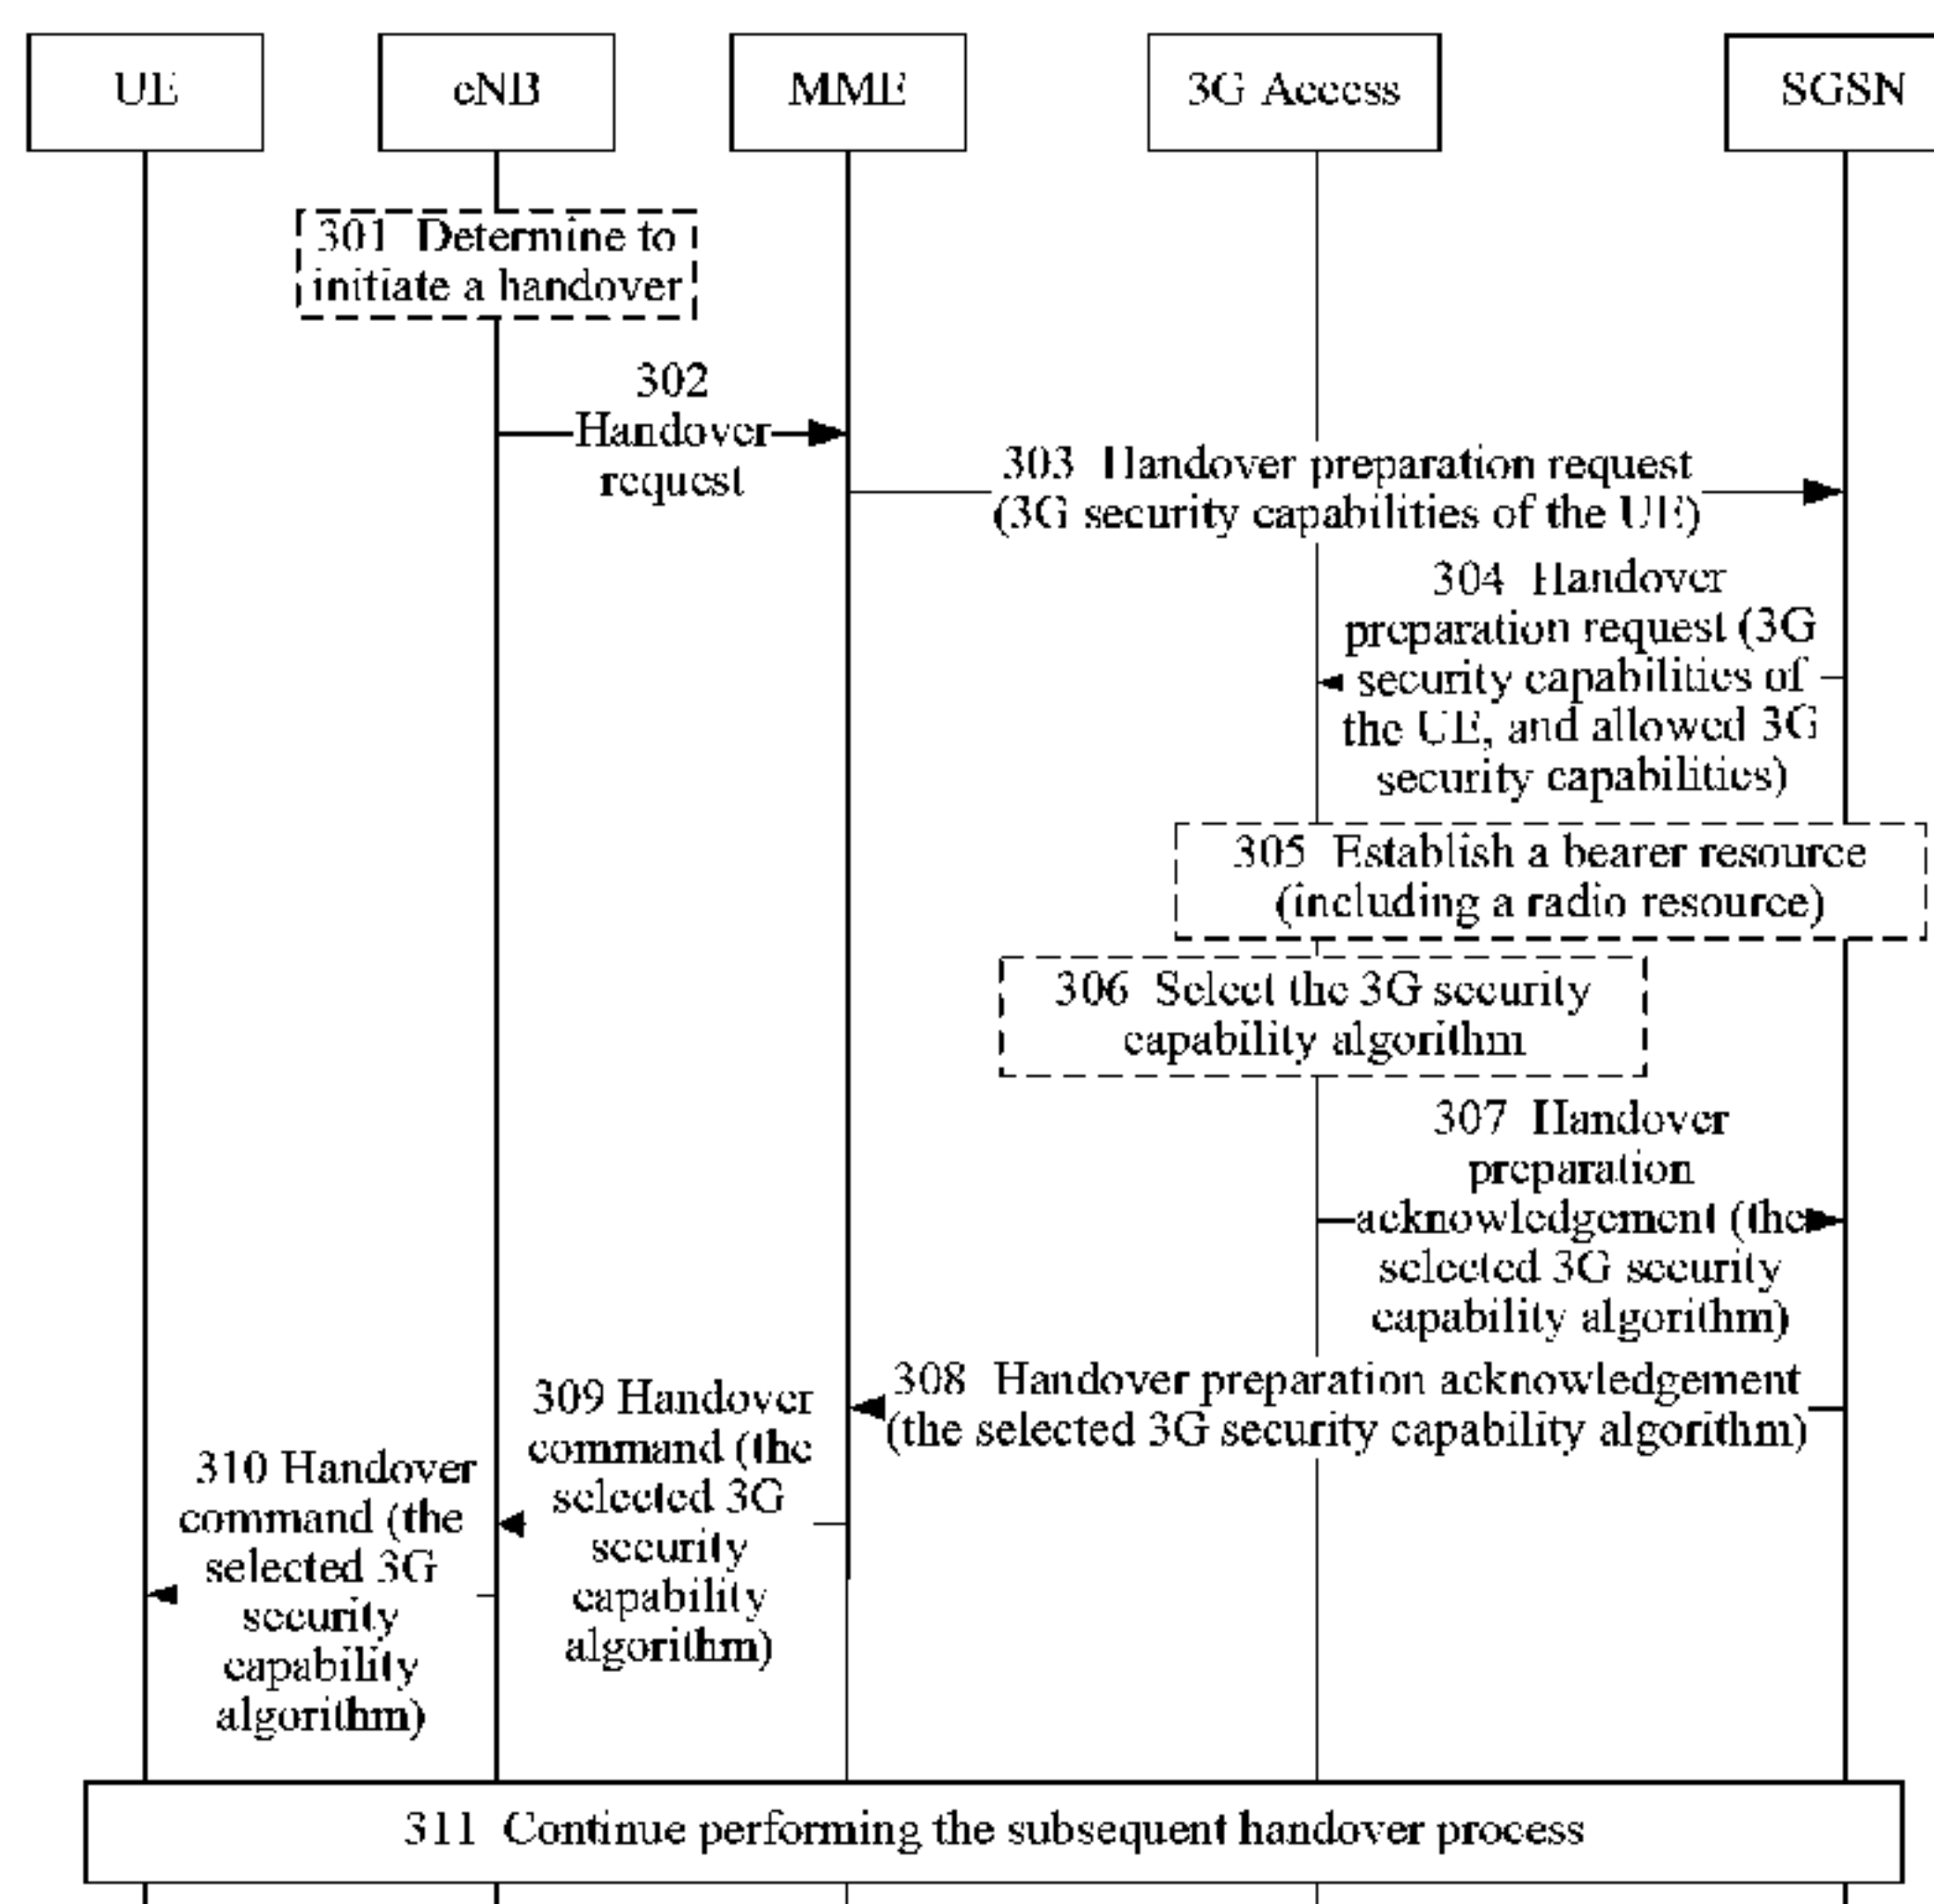 UE
eNB
MME
3G Access
SGSN
301 Determine to
initiate a handover
302
Handover
request
303 Handover preparation request
(3G security capabilities of the UE)
304 Handover
preparation request (3G
security capabilities of
the UE, and allowed 3G
security capabilities)
305 Establish a bearer resource
(including a radio resource)
306 Select the 3G security
capability algorithm
307 Handover
preparation
acknowledgement (the
selected 3G security
capability algorithm)
308 Handover preparation acknowledgement
(the selected 3G security capability algorithm)
309 Handover
command (the
selected 3G
security
capability
algorithm)
310 Handover
command (the
selected 3G
security
capability
algorithm)
311 Continue performing the subsequent handover process